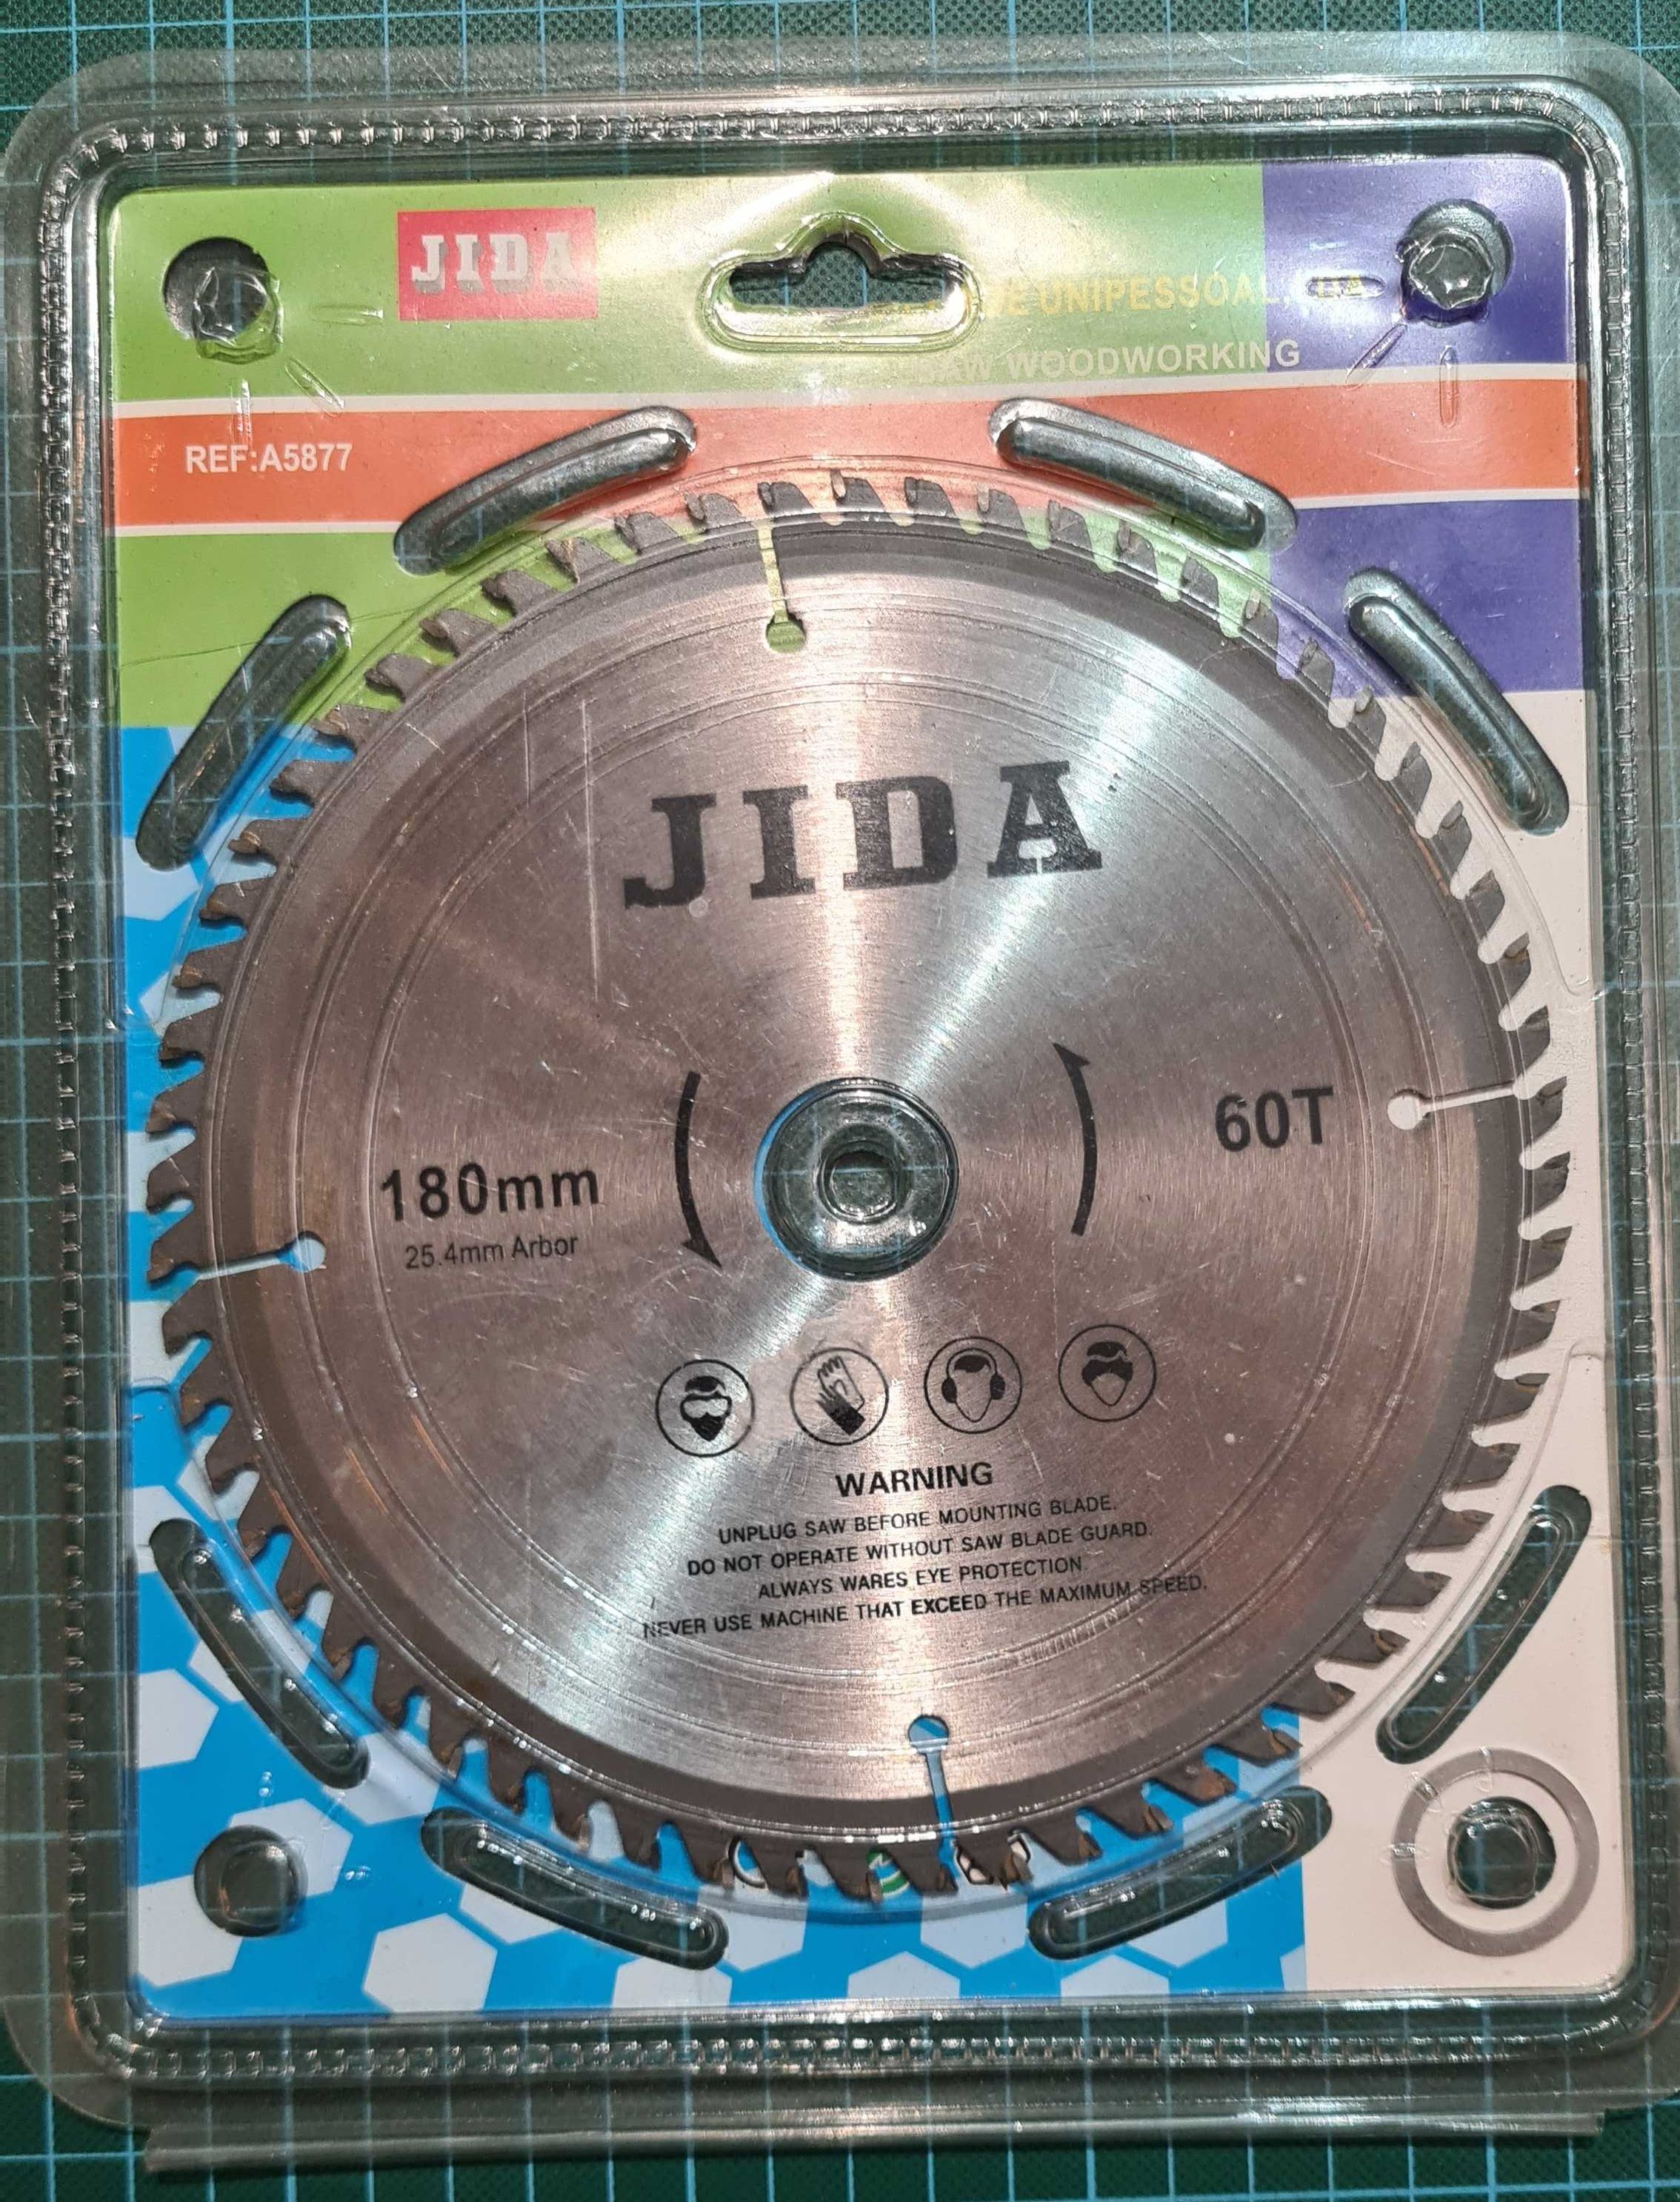 JIDA
UNIPESSOAL,
SAW WOODWORKING
REF:A5877
JIDA
60T
180mm
25.4mm Arbor
WARNING
UNPLUG SAW BEFORE MOUNTING BLADE.
DO NOT OPERATE WITHOUT SAW BLADE GUARD.
ALWAYS WARES EYE PROTECTION
NEVER USE MACHINE THAT EXCEED THE MAXIMUM SPEED.